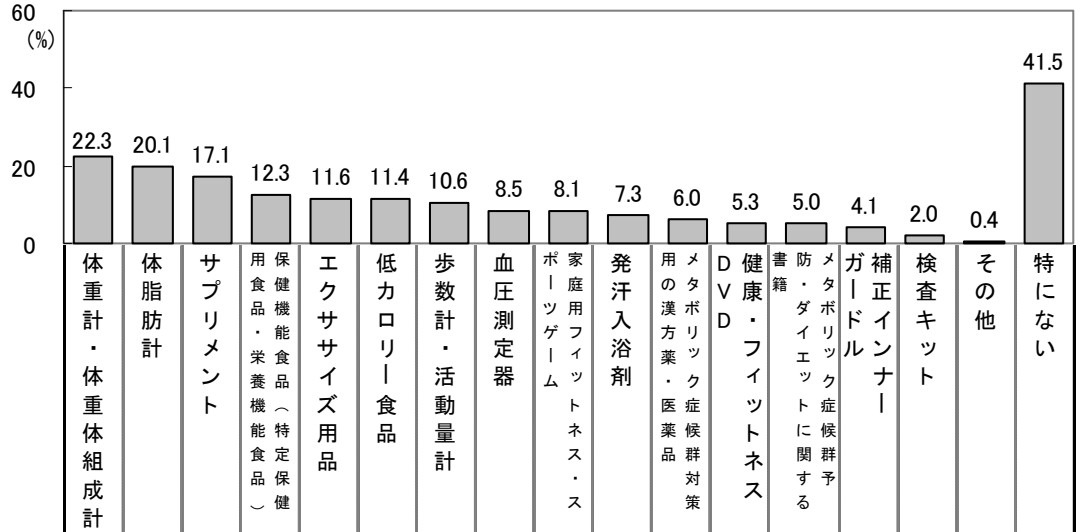 60
(%)
40
20
0
22.3
20.1
17.1
12.3
11.6
11.4
10.6
8.5
8.1
7.3
6.0
5.3
5.0
4.1
2.0
0.4
41.5
体重計・体重体組成計
体脂肪計
サプリメント
保健機能食品（特定保健
用食品・栄養機能食品）
エクササイズ用品
低カロリー食品
歩数計・活動量計
血圧測定器
家庭用フィットネス・ス
ポーツゲーム
発汗入浴剤
メタボリック症候群対策
用の漢方薬・医薬品
健康・フィットネス
DVD
メタボリック症候群予
防・ダイエットに関する
書籍
補正インナー
ガードル
検査キット
その他
特にない